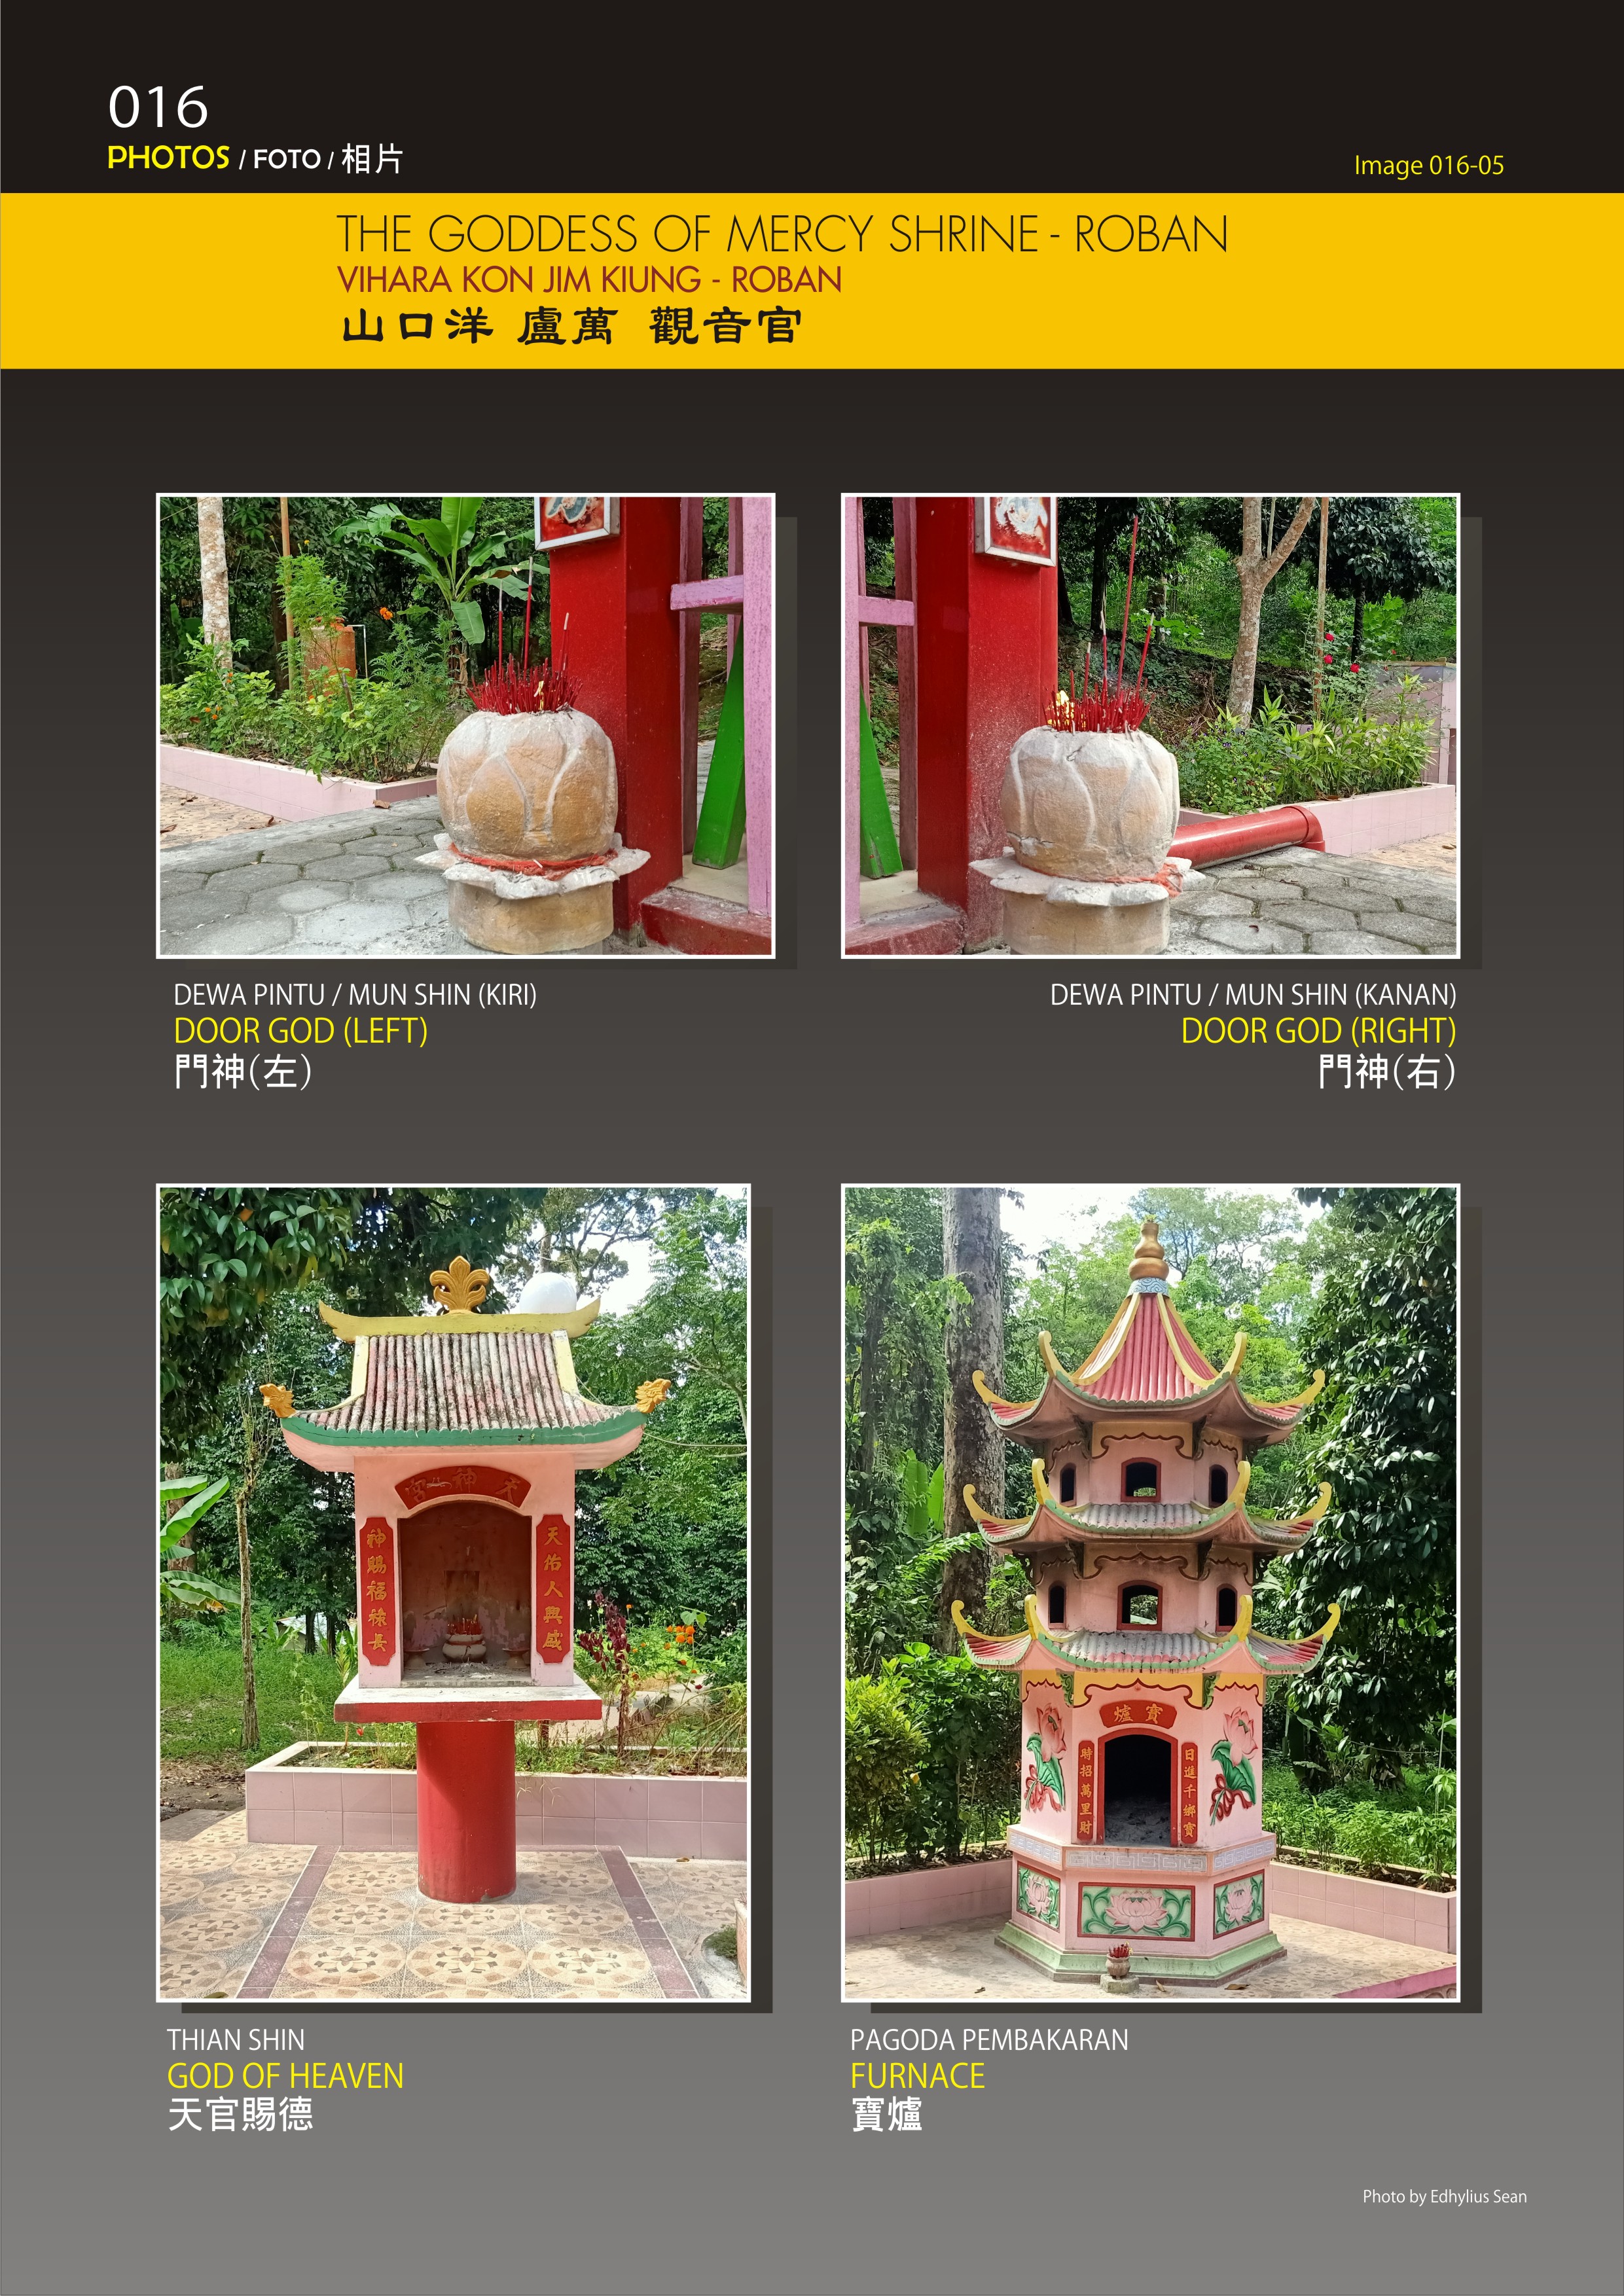 016
PHOTOS / FOTO / 相片
Image 016-05
THE GODDESS OF MERCY SHRINE - ROBAN
VIHARA KON JIM KIUNG - ROBAN
山口洋 盧萬 觀音官
DEWA PINTU / MUN SHIN (KIRI)
DOOR GOD (LEFT)
門神(左)
DEWA PINTU / MUN SHIN (KANAN)
DOOR GOD (RIGHT)
門神(右)
天佑人興盛
神賜福祿長
THIAN SHIN
GOD OF HEAVEN
天官賜德
爐寶
日進千鄉寶
時招萬里財
PAGODA PEMBAKARAN
FURNACE
寶爐
Photo by Edhylius Sean